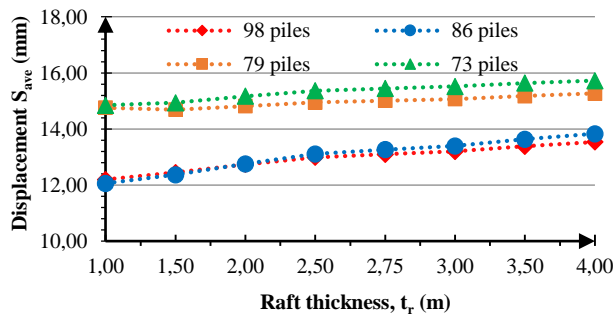 Displacement S_ave (mm)
18,00
16,00
14,00
12,00
10,00
98 piles
86 piles
79 piles
73 piles
1,00 1,50 2,00 2,50 2,75 3,00 3,50 4,00
Raft thickness, t_r (m)